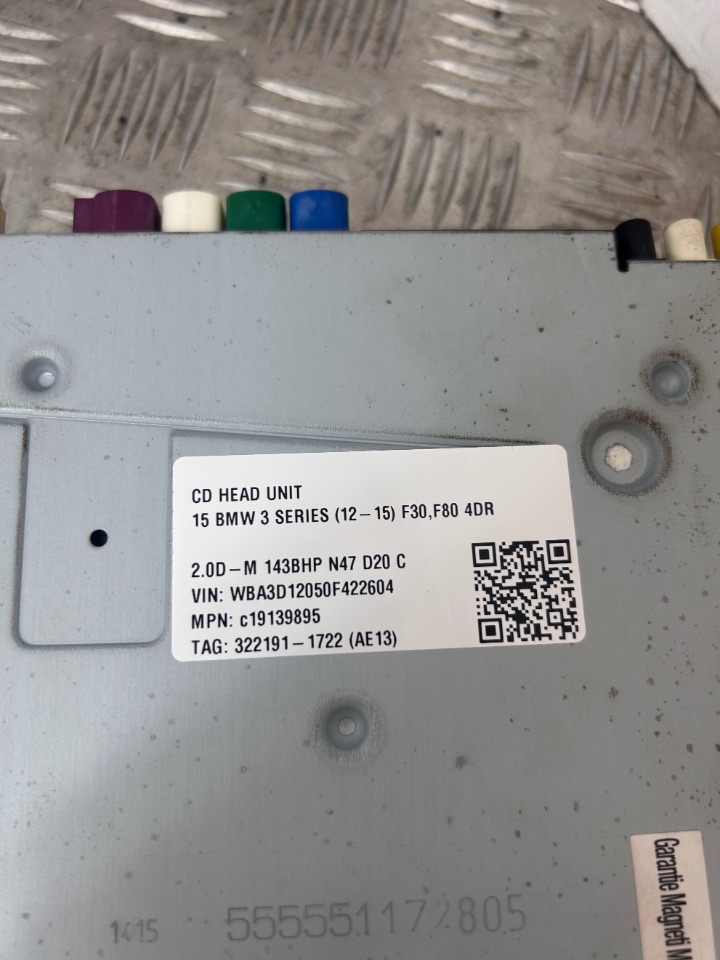 CD HEAD UNIT
15 BMW 3 SERIES (12-15) F30,F80 4DR
2.0D-M 143BHP N47 D20 C
VIN: WBA3D12050F422604
MPN: c19139895
TAG: 322191-1722 (AE13)
Garantie Magneti M
1415 555551172805